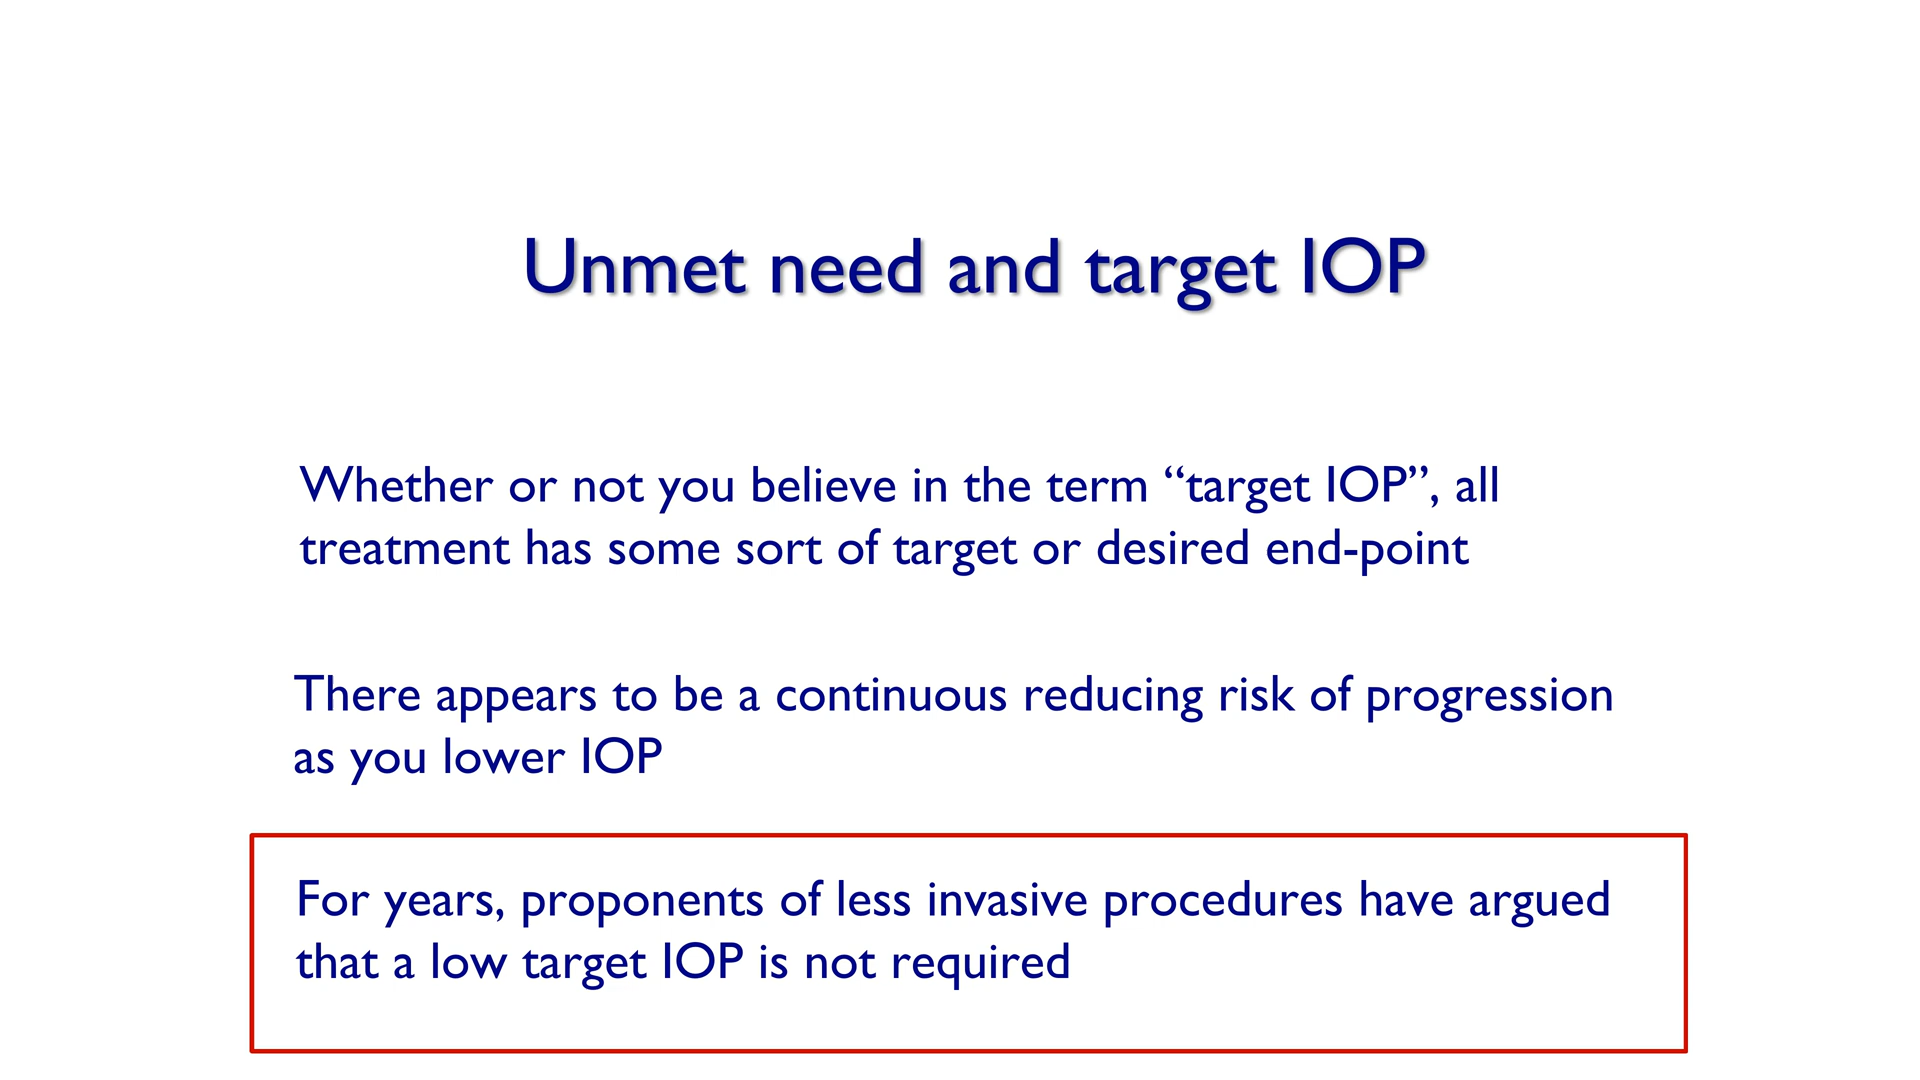 Unmet need and target IOP
Whether or not you believe in the term “target IOP”, all
treatment has some sort of target or desired end-point
There appears to be a continuous reducing risk of progression
as you lower IOP
For years, proponents of less invasive procedures have argued
that a low target IOP is not required